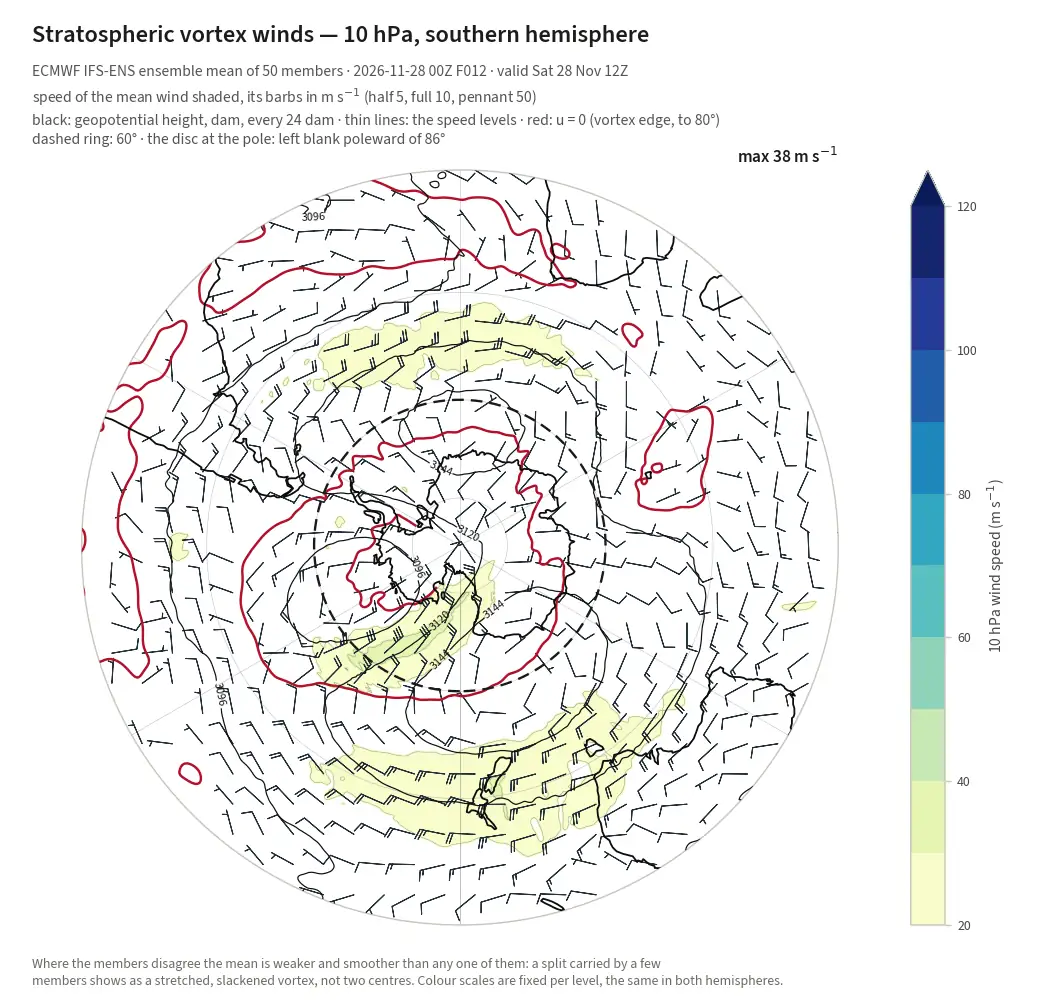 Stratospheric vortex winds — 10 hPa, southern hemisphere
ECMWF IFS-ENS ensemble mean of 50 members · 2026-11-28 00Z F012 · valid Sat 28 Nov 12Z
speed of the mean wind shaded, its barbs in m s⁻¹ (half 5, full 10, pennant 50)
black: geopotential height, dam, every 24 dam · thin lines: the speed levels · red: u = 0 (vortex edge, to 80°)
dashed ring: 60° · the disc at the pole: left blank poleward of 86°
max 38 m s⁻¹
3096
3144
3120
3096
3144
3120
3144
3096
120
100
80
60
40
20
10 hPa wind speed (m s⁻¹)
Where the members disagree the mean is weaker and smoother than any one of them: a split carried by a few
members shows as a stretched, slackened vortex, not two centres. Colour scales are fixed per level, the same in both hemispheres.